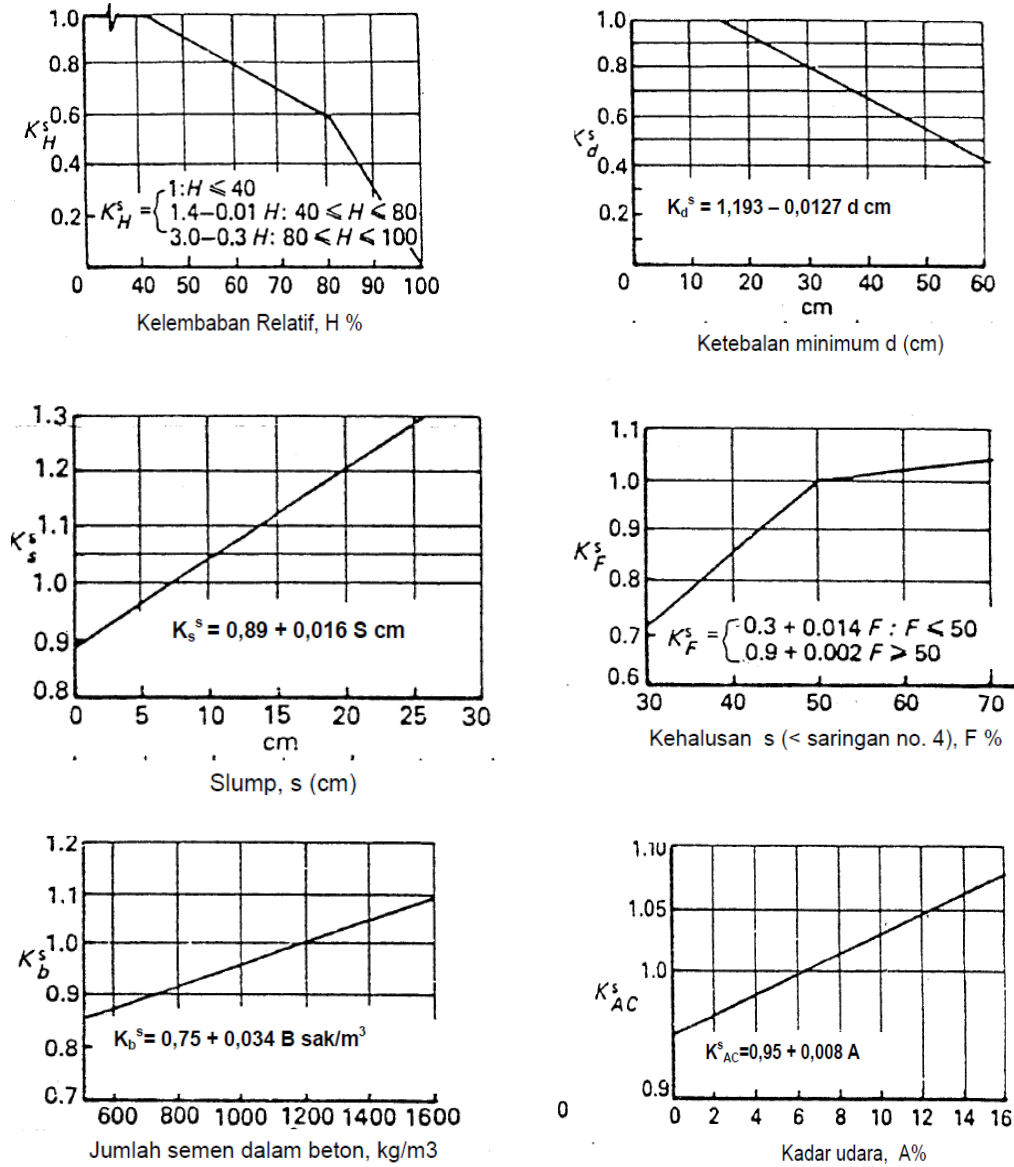 1.0
0.8
0.6
K^s_H
0.4
0.2
K^s_H = { 1:H ⩽ 40
1.4–0.01 H: 40 ⩽ H ⩽ 80
3.0–0.3 H: 80 ⩽ H ⩽ 100
0 40 50 60 70 80 90 100
Kelembaban Relatif, H %
1.0
0.8
0.6
K^s_d
0.4
0.2
K_d^s = 1,193 – 0,0127 d cm
0 10 20 30 40 50 60
cm
Ketebalan minimum d (cm)
1.3
1.2
1.1
K^s_s
1.0
0.9
0.8
K_s^s = 0,89 + 0,016 S cm
0 5 10 15 20 25 30
cm
Slump, s (cm)
1.1
1.0
0.9
K^s_F
0.8
0.7
0.6
K^s_F = { 0.3 + 0.014 F : F ⩽ 50
0.9 + 0.002 F ⩾ 50
30 40 50 60 70
Kehalusan s (< saringan no. 4), F %
1.2
1.1
1.0
K^s_b
0.9
0.8
0.7
K_b^s= 0,75 + 0,034 B sak/m³
600 800 1000 1200 1400 1600
Jumlah semen dalam beton, kg/m3
1.10
1.05
1.0
K^s_AC
0.9
K^s_AC=0,95 + 0,008 A
0
0 2 4 6 8 10 12 14 16
Kadar udara, A%